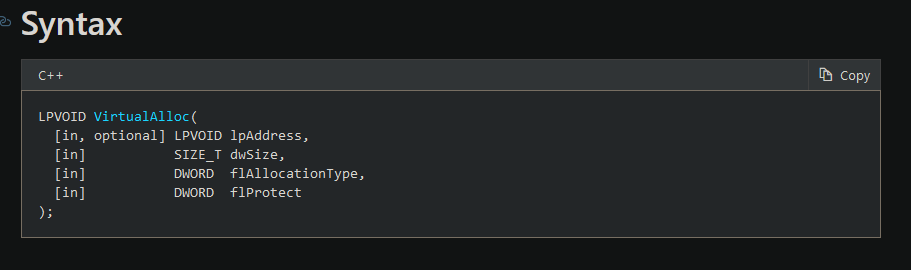 Syntax
C++
Copy
LPVOID VirtualAlloc(
  [in, optional] LPVOID lpAddress,
  [in]           SIZE_T dwSize,
  [in]           DWORD  flAllocationType,
  [in]           DWORD  flProtect
);